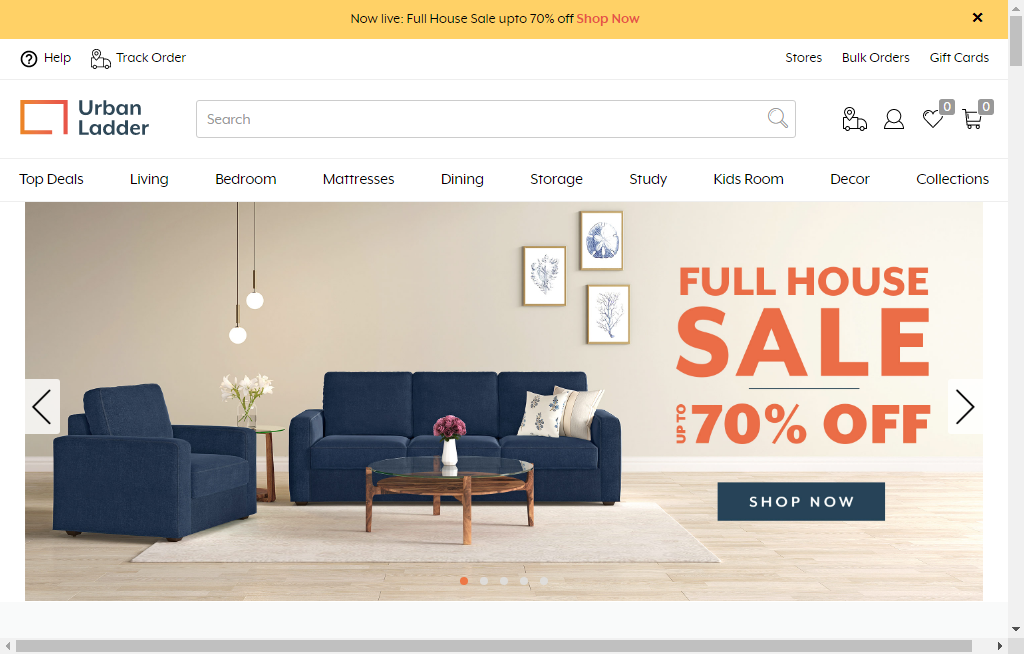 Now live: Full House Sale upto 70% off Shop Now
Help
Track Order
Stores
Bulk Orders
Gift Cards
Urban
Ladder
Search
0
0
Top Deals
Living
Bedroom
Mattresses
Dining
Storage
Study
Kids Room
Decor
Collections
FULL HOUSE
SALE
UP TO
70% OFF
SHOP NOW